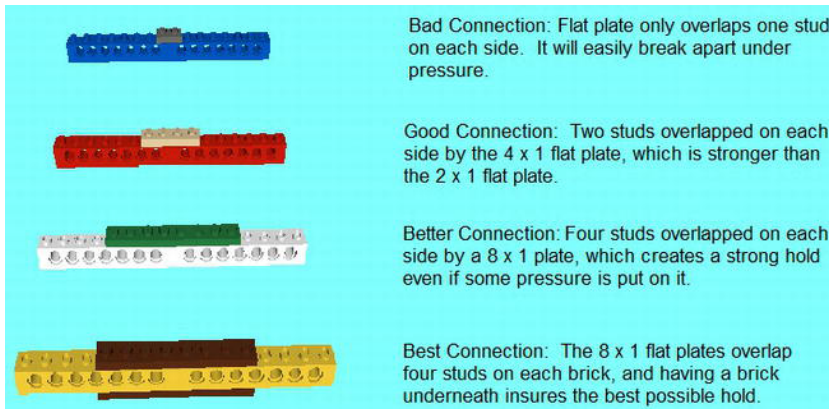 Bad Connection: Flat plate only overlaps one stud
on each side. It will easily break apart under
pressure.
Good Connection: Two studs overlapped on each
side by the 4 x 1 flat plate, which is stronger than
the 2 x 1 flat plate.
Better Connection: Four studs overlapped on each
side by a 8 x 1 plate, which creates a strong hold
even if some pressure is put on it.
Best Connection: The 8 x 1 flat plates overlap
four studs on each brick, and having a brick
underneath insures the best possible hold.